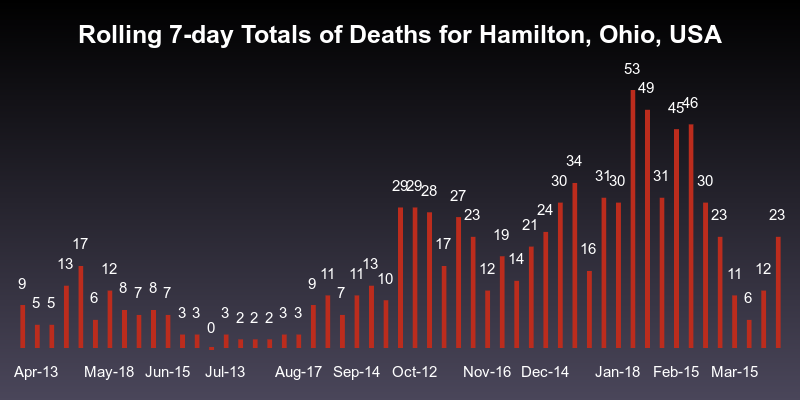 Rolling 7-day Totals of Deaths for Hamilton, Ohio, USA
9 5 5 13 17 6 12 8 7 8 7 3 3 0 3 2 2 2 3 3 9 11 7 11 13 10 29 29 28 17 27 23 12 19 14 21 24 30 34 16 31 30 53 49 31 45 46 30 23 11 6 12 23
Apr-13 May-18 Jun-15 Jul-13 Aug-17 Sep-14 Oct-12 Nov-16 Dec-14 Jan-18 Feb-15 Mar-15